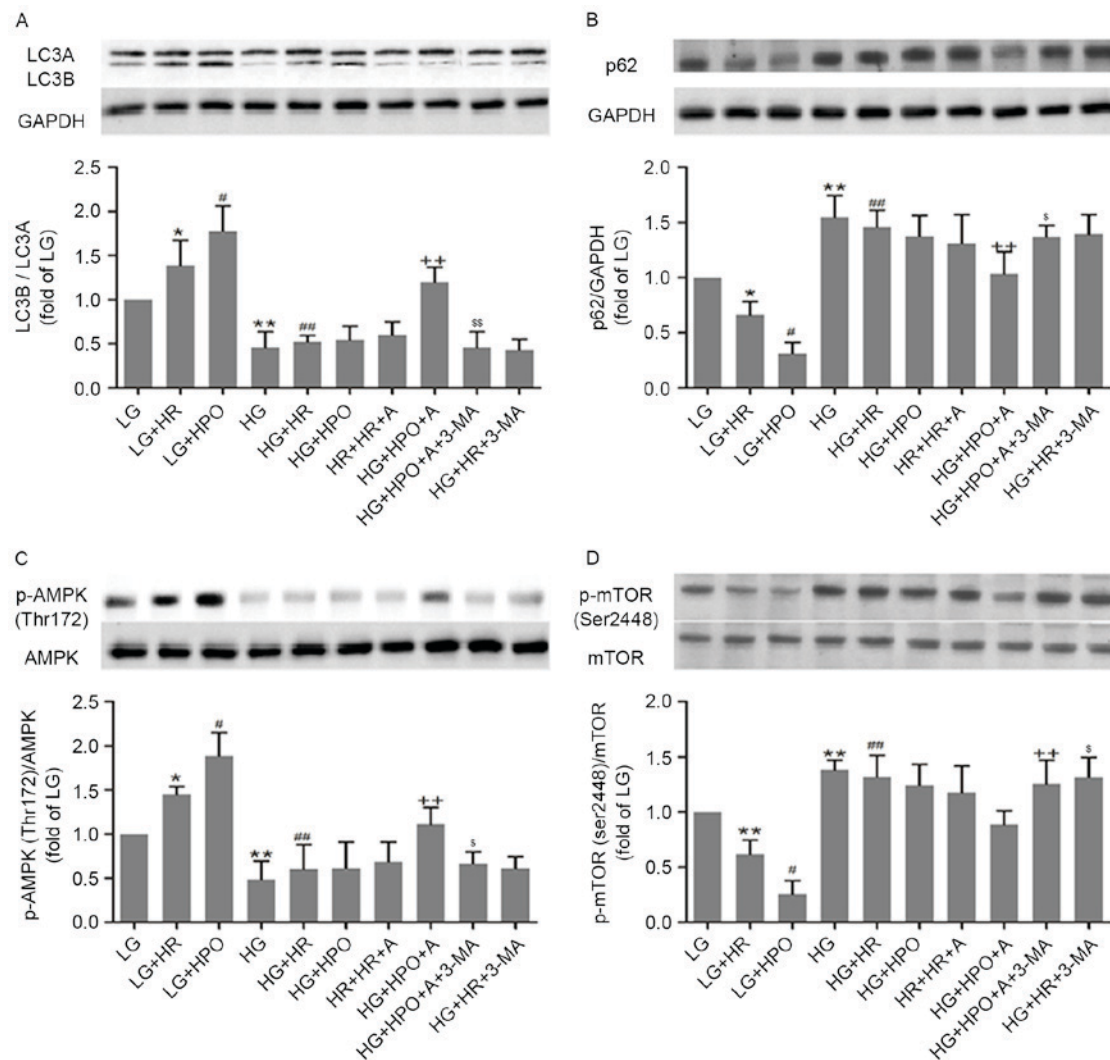 A
LC3A
LC3B
GAPDH
2.5
2.0
1.5
1.0
0.5
0.0
LC3B / LC3A
(fold of LG)
*
#
**
##
++
$$
LG
LG+HR
LG+HPO
HG
HG+HR
HG+HPO
HR+HR+A
HG+HPO+A
HG+HPO+A+3-MA
HG+HR+3-MA
B
p62
GAPDH
2.0
1.5
1.0
0.5
0.0
p62/GAPDH
(fold of LG)
*
#
**
##
++
$
LG
LG+HR
LG+HPO
HG
HG+HR
HG+HPO
HR+HR+A
HG+HPO+A
HG+HPO+A+3-MA
HG+HR+3-MA
C
p-AMPK
(Thr172)
AMPK
2.5
2.0
1.5
1.0
0.5
0.0
p-AMPK (Thr172)/AMPK
(fold of LG)
*
#
**
##
++
$
LG
LG+HR
LG+HPO
HG
HG+HR
HG+HPO
HR+HR+A
HG+HPO+A
HG+HPO+A+3-MA
HG+HR+3-MA
D
p-mTOR
(Ser2448)
mTOR
2.0
1.5
1.0
0.5
0.0
p-mTOR (ser2448)/mTOR
(fold of LG)
**
#
**
##
++
$
LG
LG+HR
LG+HPO
HG
HG+HR
HG+HPO
HR+HR+A
HG+HPO+A
HG+HPO+A+3-MA
HG+HR+3-MA